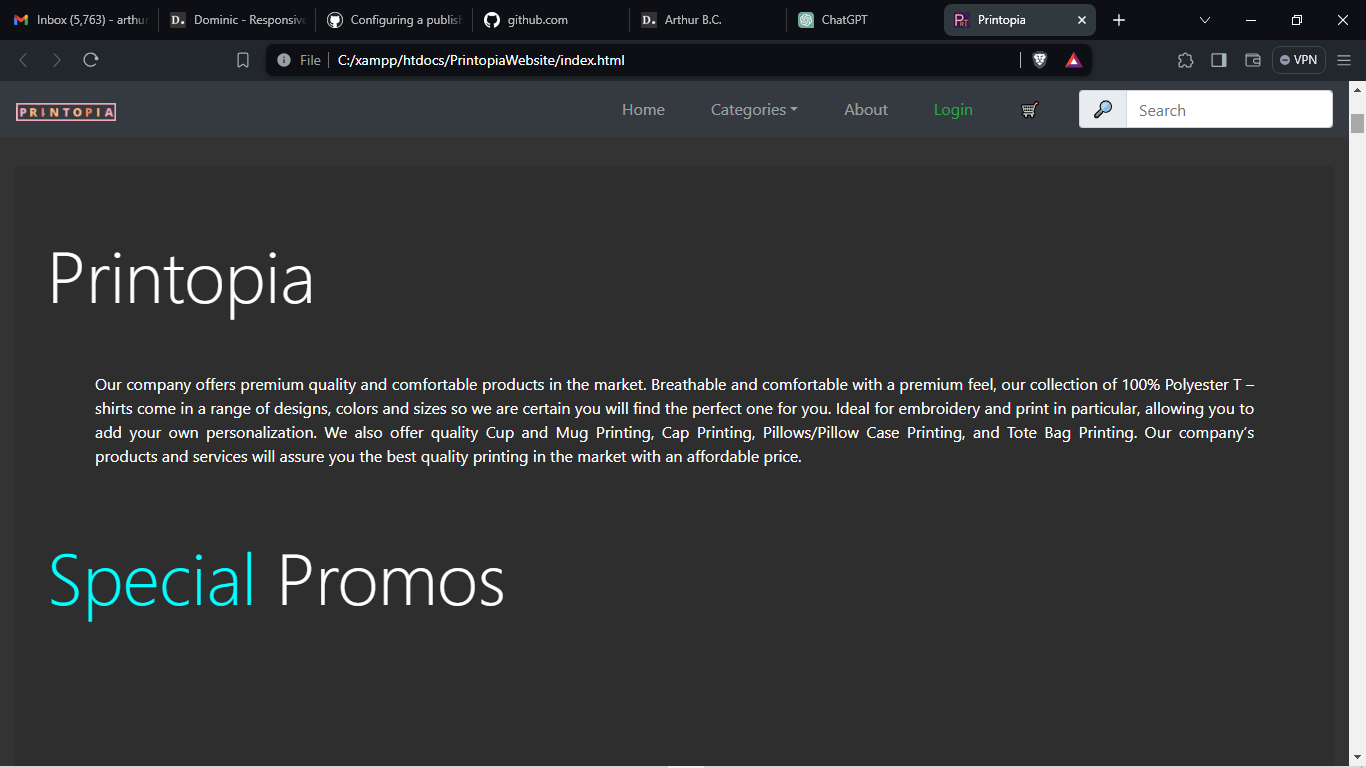 Inbox (5,763) - arthur
Dominic - Responsive
Configuring a publish
github.com
Arthur B.C.
ChatGPT
Printopia
File
C:/xampp/htdocs/PrintopiaWebsite/index.html
VPN
PRINTOPIA
Home
Categories
About
Login
Search
Printopia
Our company offers premium quality and comfortable products in the market. Breathable and comfortable with a premium feel, our collection of 100% Polyester T –
shirts come in a range of designs, colors and sizes so we are certain you will find the perfect one for you. Ideal for embroidery and print in particular, allowing you to
add your own personalization. We also offer quality Cup and Mug Printing, Cap Printing, Pillows/Pillow Case Printing, and Tote Bag Printing. Our company’s
products and services will assure you the best quality printing in the market with an affordable price.
Special Promos